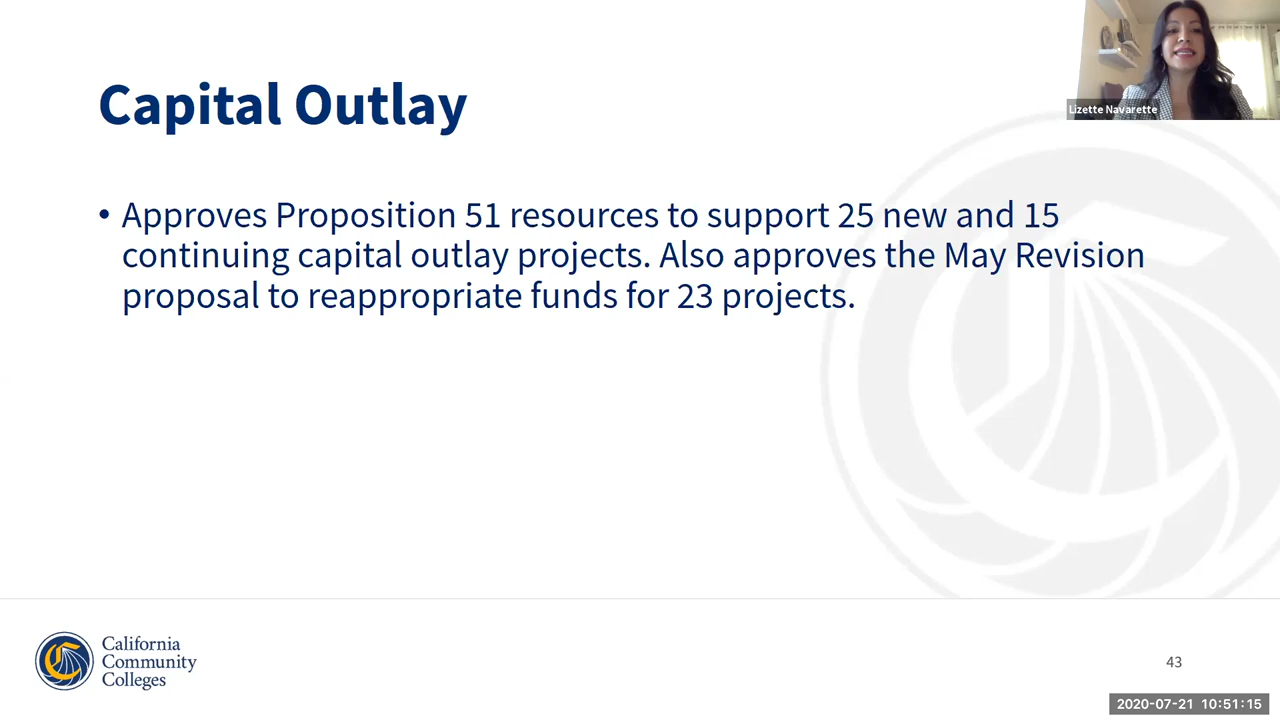 Capital Outlay
Lizette Navarette
• Approves Proposition 51 resources to support 25 new and 15
continuing capital outlay projects. Also approves the May Revision
proposal to reappropriate funds for 23 projects.
California
Community
Colleges
43
2020-07-21 10:51:15